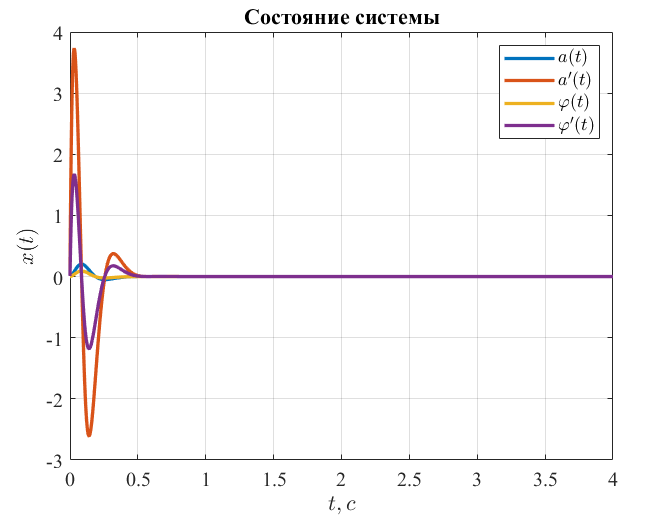 Состояние системы
4
3
2
1
0
-1
-2
-3
x(t)
a(t)
a′(t)
φ(t)
φ′(t)
0 0.5 1 1.5 2 2.5 3 3.5 4
t, c